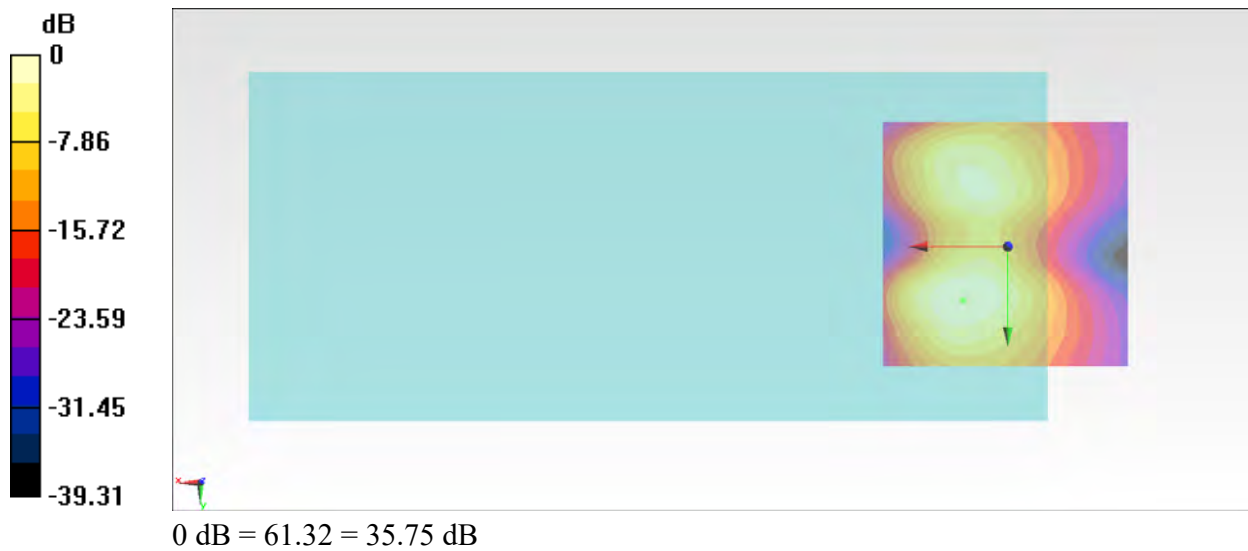 dB
0
-7.86
-15.72
-23.59
-31.45
-39.31
x
z
y
0 dB = 61.32 = 35.75 dB